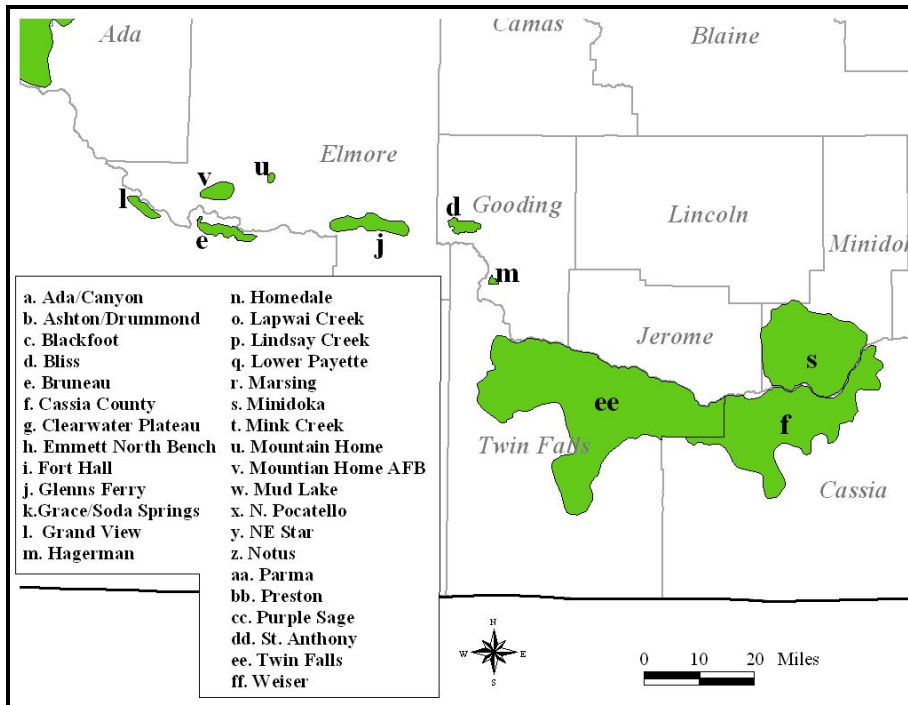 Ada
Camas
Blaine
Elmore
u
v
l
e
j
d
Gooding
Lincoln
Minidok
m
Jerome
s
ee
f
Twin Falls
Cassia
a. Ada/Canyon
b. Ashton/Drummond
c. Blackfoot
d. Bliss
e. Bruneau
f. Cassia County
g. Clearwater Plateau
h. Emmett North Bench
i. Fort Hall
j. Glenns Ferry
k.Grace/Soda Springs
l. Grand View
m. Hagerman
n. Homedale
o. Lapwai Creek
p. Lindsay Creek
q. Lower Payette
r. Marsing
s. Minidoka
t. Mink Creek
u. Mountain Home
v. Mountian Home AFB
w. Mud Lake
x. N. Pocatello
y. NE Star
z. Notus
aa. Parma
bb. Preston
cc. Purple Sage
dd. St. Anthony
ee. Twin Falls
ff. Weiser
N
W E
S
0 10 20 Miles